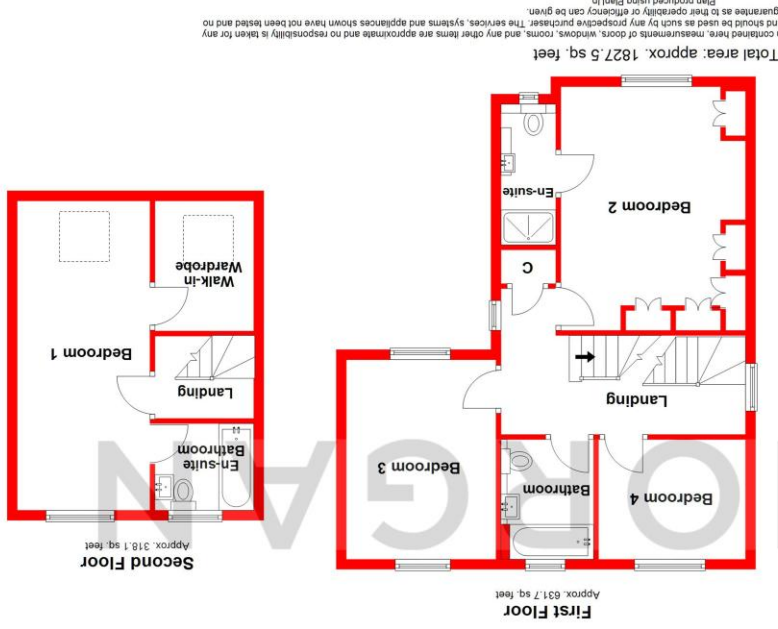 First Floor
Approx. 631.7 sq. feet
Bedroom 4
Bathroom
Bedroom 3
Landing
C
Bedroom 2
En-suite
Second Floor
Approx. 318.1 sq. feet
En-suite
Bathroom
Landing
Bedroom 1
Walk-in
Wardrobe
ORGAN
Total area: approx. 1827.5 sq. feet
contained here, measurements of doors, windows, rooms, and any other items are approximate and no responsibility is taken for any
and should be used as such by any prospective purchaser. The services, systems and appliances shown have not been tested and no
guarantee as to their operability or efficiency can be given.
Plan produced using PlanUp.